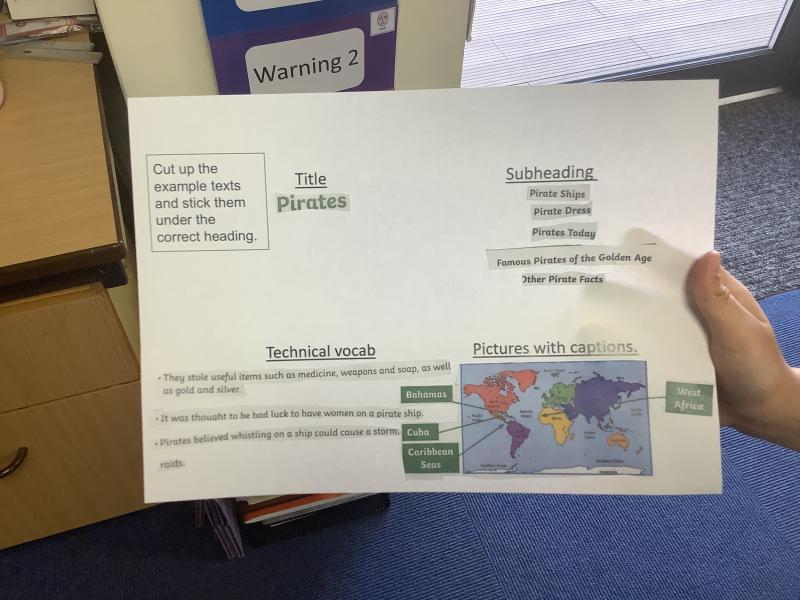 Warning 2
Cut up the
example texts
and stick them
under the
correct heading.
Title
Pirates
Subheading
Pirate Ships
Pirate Dress
Pirates Today
Famous Pirates of the Golden Age
Other Pirate Facts
Technical vocab
• They stole useful items such as medicine, weapons and soap, as well
as gold and silver.
• It was thought to be bad luck to have women on a pirate ship.
• Pirates believed whistling on a ship could cause a storm.
raids.
Pictures with captions.
Bahamas
Cuba
Caribbean
Seas
West
Africa